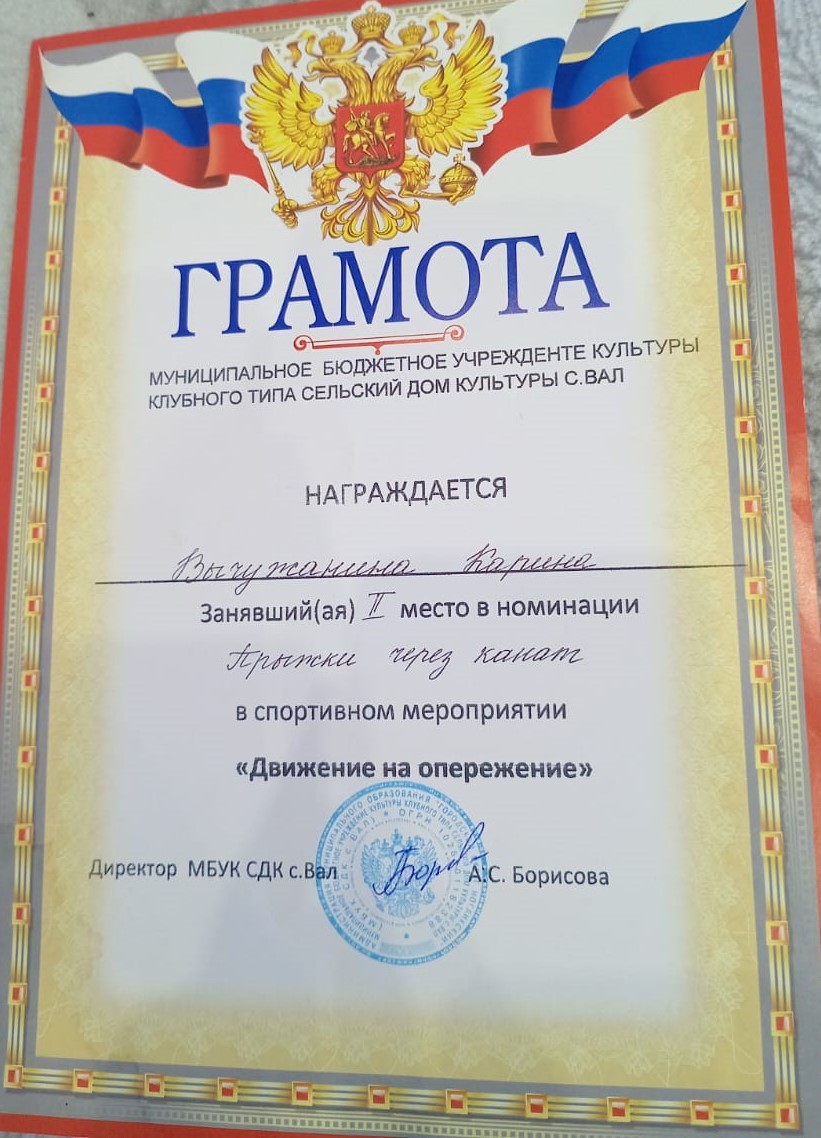 ГРАМОТА
МУНИЦИПАЛЬНОЕ БЮДЖЕТНОЕ УЧРЕЖДЕНТЕ КУЛЬТУРЫ
КЛУБНОГО ТИПА СЕЛЬСКИЙ ДОМ КУЛЬТУРЫ С.ВАЛ
НАГРАЖДАЕТСЯ
Вычужанина Карина
Занявший(ая) II место в номинации
Прыжки через канат
в спортивном мероприятии
«Движение на опережение»
Директор МБУК СДК с.Вал А.С. Борисова